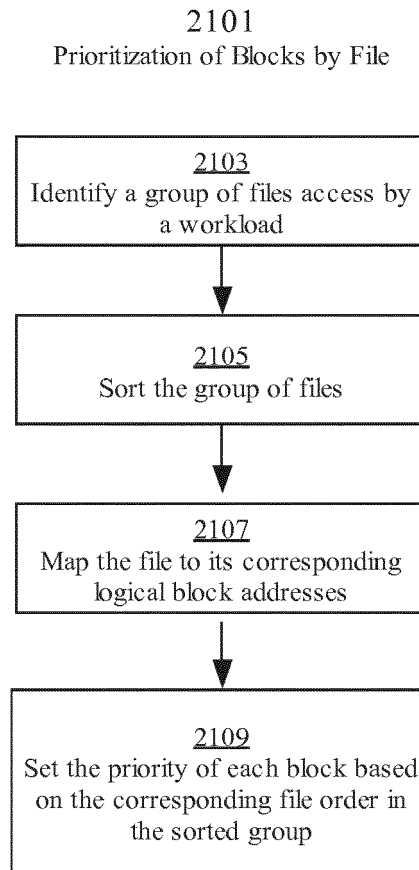 2101
Prioritization of Blocks by File
2103
Identify a group of files access by
a workload
2105
Sort the group of files
2107
Map the file to its corresponding
logical block addresses
2109
Set the priority of each block based
on the corresponding file order in
the sorted group